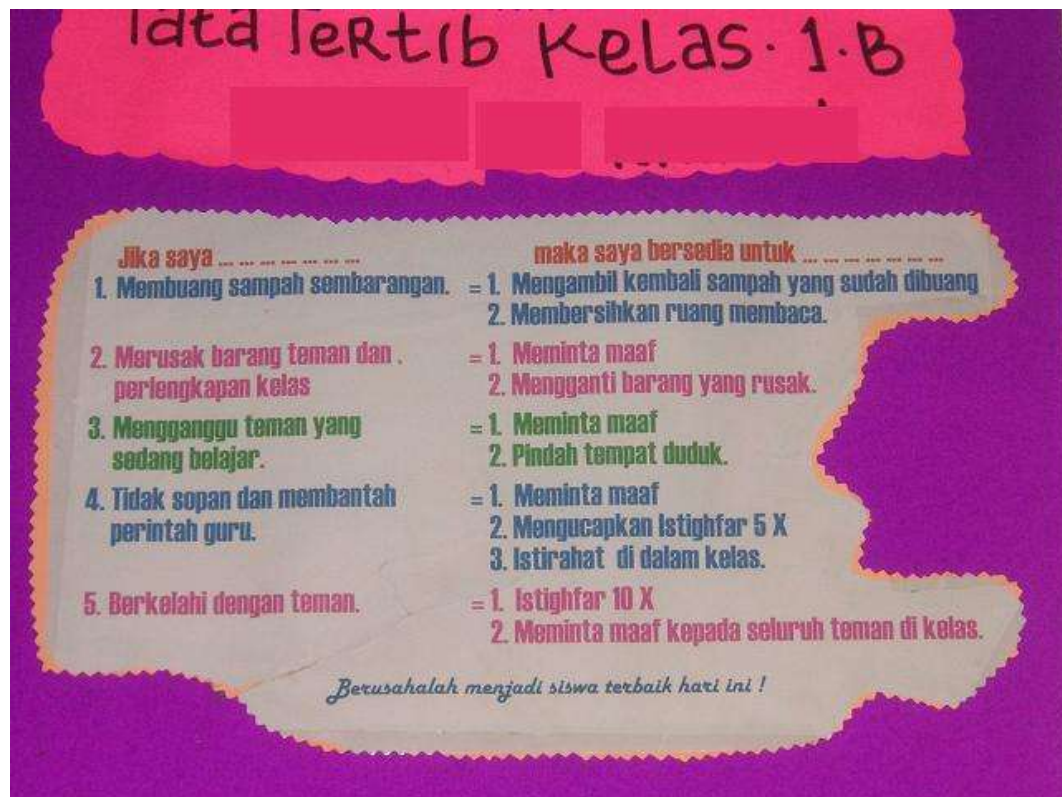 Tata Tertib Kelas. 1.B
Jika saya ... ... ... ... ... ... ... maka saya bersedia untuk ... ... ... ... ... ... ...
1. Membuang sampah sembarangan. = 1. Mengambil kembali sampah yang sudah dibuang
2. Membersihkan ruang membaca.
2. Merusak barang teman dan . = 1. Meminta maaf
perlengkapan kelas 2. Mengganti barang yang rusak.
3. Mengganggu teman yang = 1. Meminta maaf
sedang belajar. 2. Pindah tempat duduk.
4. Tidak sopan dan membantah = 1. Meminta maaf
perintah guru. 2. Mengucapkan Istighfar 5 X
3. Istirahat di dalam kelas.
5. Berkelahi dengan teman. = 1. Istighfar 10 X
2. Meminta maaf kepada seluruh teman di kelas.
Berusahalah menjadi siswa terbaik hari ini !